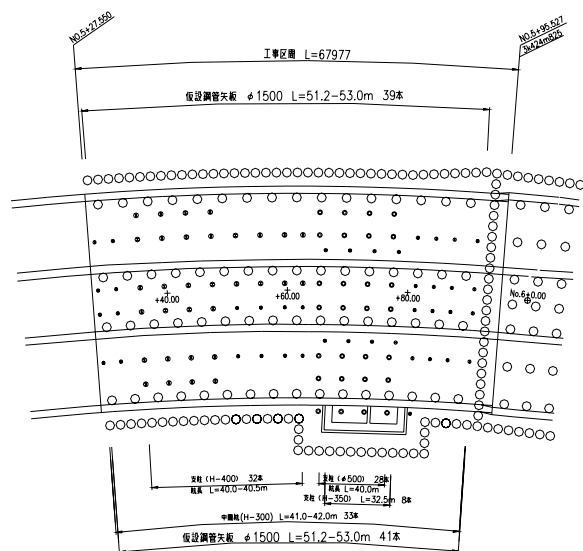 NO.5+27.550
NO.5+95.527
3k424m825
工事区間 L=67977
仮設鋼管矢板 φ1500 L=51.2-53.0m 39本
+40.00
+60.00
+80.00
No.6+0.00
支柱 (H-400) 32本
杭長 L=40.0-40.5m
支柱 (φ500) 28本
杭長 L=40.0m
支柱 (H-350) L=32.5m 8本
中間杭(H-300) L=41.0-42.0m 33本
仮設鋼管矢板 φ1500 L=51.2-53.0m 41本